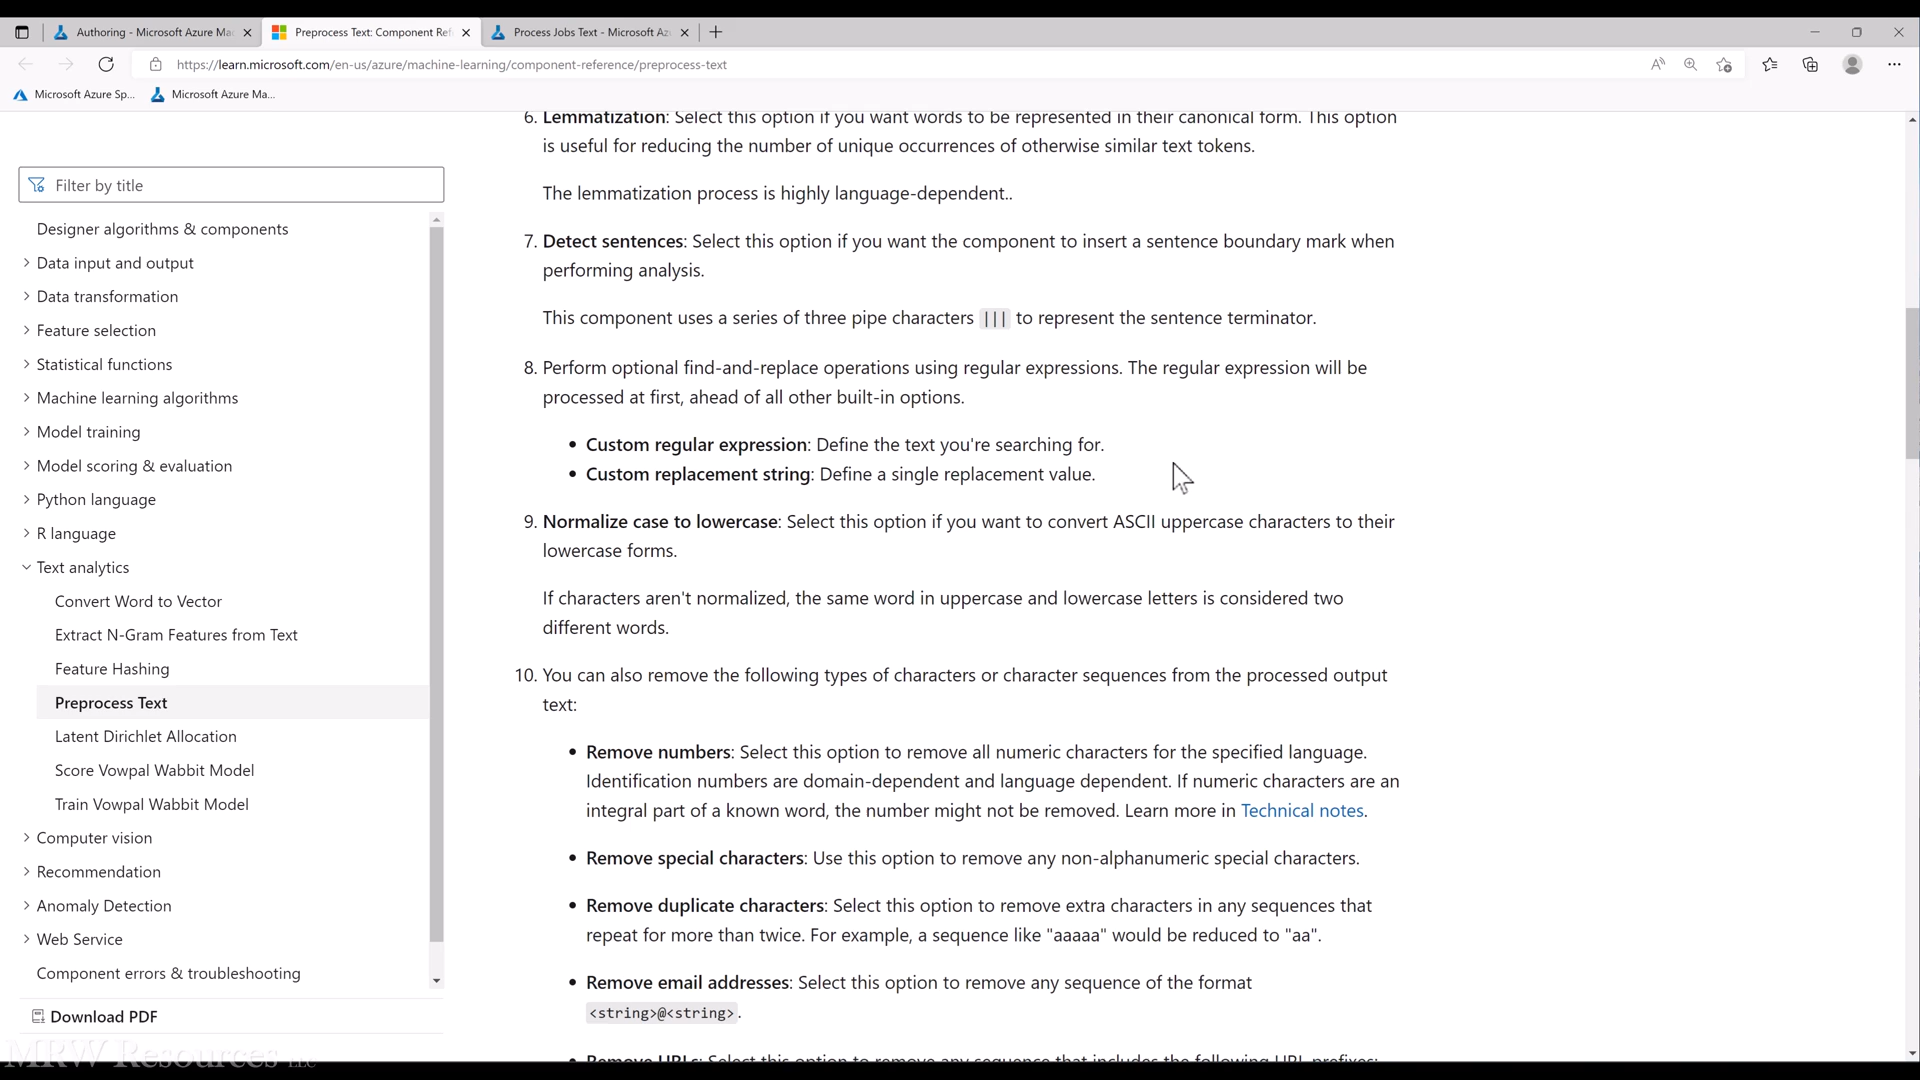 Authoring - Microsoft Azure Ma
Preprocess Text: Component Ref
Process Jobs Text - Microsoft Az
https://learn.microsoft.com/en-us/azure/machine-learning/component-reference/preprocess-text
Microsoft Azure Sp...
Microsoft Azure Ma...
Filter by title
Designer algorithms & components
Data input and output
Data transformation
Feature selection
Statistical functions
Machine learning algorithms
Model training
Model scoring & evaluation
Python language
R language
Text analytics
Convert Word to Vector
Extract N-Gram Features from Text
Feature Hashing
Preprocess Text
Latent Dirichlet Allocation
Score Vowpal Wabbit Model
Train Vowpal Wabbit Model
Computer vision
Recommendation
Anomaly Detection
Web Service
Component errors & troubleshooting
Download PDF
6. Lemmatization: Select this option if you want words to be represented in their canonical form. This option
is useful for reducing the number of unique occurrences of otherwise similar text tokens.
The lemmatization process is highly language-dependent..
7. Detect sentences: Select this option if you want the component to insert a sentence boundary mark when
performing analysis.
This component uses a series of three pipe characters ||| to represent the sentence terminator.
8. Perform optional find-and-replace operations using regular expressions. The regular expression will be
processed at first, ahead of all other built-in options.
• Custom regular expression: Define the text you're searching for.
• Custom replacement string: Define a single replacement value.
9. Normalize case to lowercase: Select this option if you want to convert ASCII uppercase characters to their
lowercase forms.
If characters aren't normalized, the same word in uppercase and lowercase letters is considered two
different words.
10. You can also remove the following types of characters or character sequences from the processed output
text:
• Remove numbers: Select this option to remove all numeric characters for the specified language.
Identification numbers are domain-dependent and language dependent. If numeric characters are an
integral part of a known word, the number might not be removed. Learn more in Technical notes.
• Remove special characters: Use this option to remove any non-alphanumeric special characters.
• Remove duplicate characters: Select this option to remove extra characters in any sequences that
repeat for more than twice. For example, a sequence like "aaaaa" would be reduced to "aa".
• Remove email addresses: Select this option to remove any sequence of the format
<string>@<string>.
• Remove URLs: Select this option to remove any sequence that includes the following URL prefixes:
MRW Resources LLC